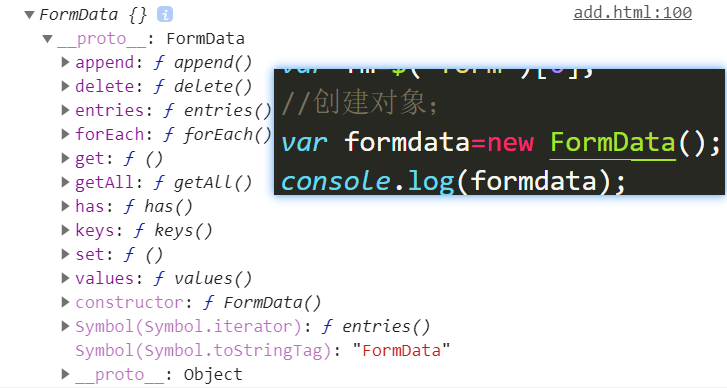 FormData {} i
add.html:100
__proto__: FormData
append: ƒ append()
delete: ƒ delete()
entries: ƒ entries()
forEach: ƒ forEach()
get: ƒ ()
getAll: ƒ getAll()
has: ƒ has()
keys: ƒ keys()
set: ƒ ()
values: ƒ values()
constructor: ƒ FormData()
Symbol(Symbol.iterator): ƒ entries()
Symbol(Symbol.toStringTag): "FormData"
__proto__: Object
//创建对象;
var formdata=new FormData();
console.log(formdata);